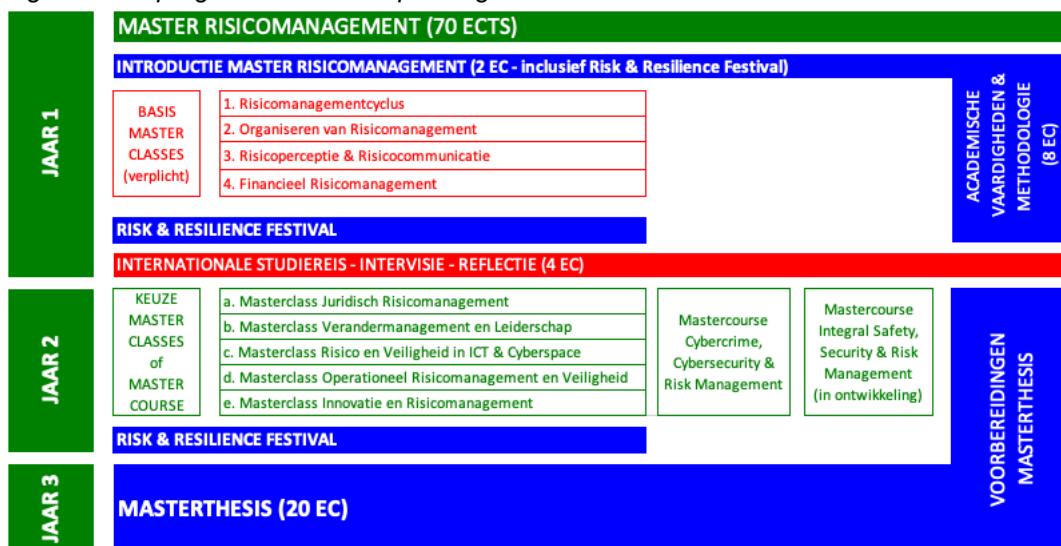 MASTER RISICOMANAGEMENT (70 ECTS)
JAAR 1
INTRODUCTIE MASTER RISICOMANAGEMENT (2 EC - inclusief Risk & Resilience Festival)
BASIS
MASTER
CLASSES
(verplicht)
1. Risicomanagementcyclus
2. Organiseren van Risicomanagement
3. Risicoperceptie & Risicocommunicatie
4. Financieel Risicomanagement
ACADEMISCHE
VAARDIGHEDEN &
METHODOLOGIE
(8 EC)
RISK & RESILIENCE FESTIVAL
INTERNATIONALE STUDIEREIS - INTERVISIE - REFLECTIE (4 EC)
JAAR 2
KEUZE
MASTER
CLASSES
of
MASTER
COURSE
a. Masterclass Juridisch Risicomanagement
b. Masterclass Verandermanagement en Leiderschap
c. Masterclass Risico en Veiligheid in ICT & Cyberspace
d. Masterclass Operationeel Risicomanagement en Veiligheid
e. Masterclass Innovatie en Risicomanagement
Mastercourse
Cybercrime,
Cybersecurity &
Risk Management
Mastercourse
Integral Safety,
Security & Risk
Management
(in ontwikkeling)
VOORBEREIDINGEN
MASTERTHESIS
RISK & RESILIENCE FESTIVAL
JAAR 3
MASTERTHESIS (20 EC)